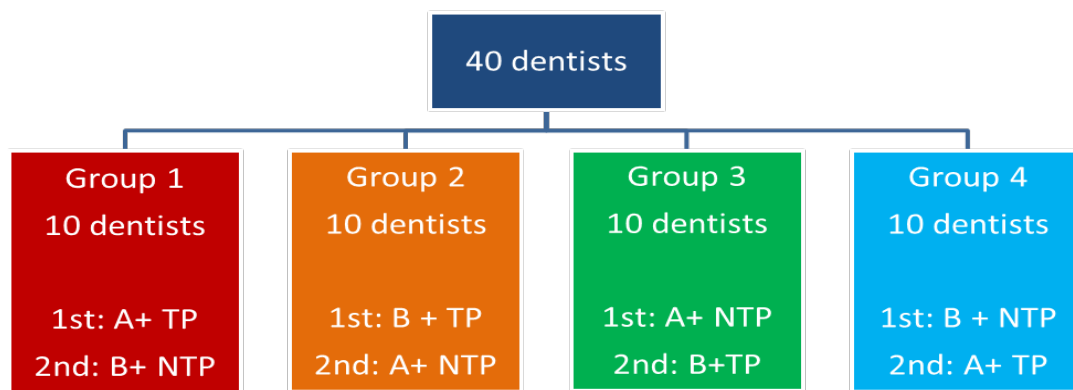 40 dentists
Group 1
10 dentists
1st: A+ TP
2nd: B+ NTP
Group 2
10 dentists
1st: B + TP
2nd: A+ NTP
Group 3
10 dentists
1st: A+ NTP
2nd: B+TP
Group 4
10 dentists
1st: B + NTP
2nd: A+ TP